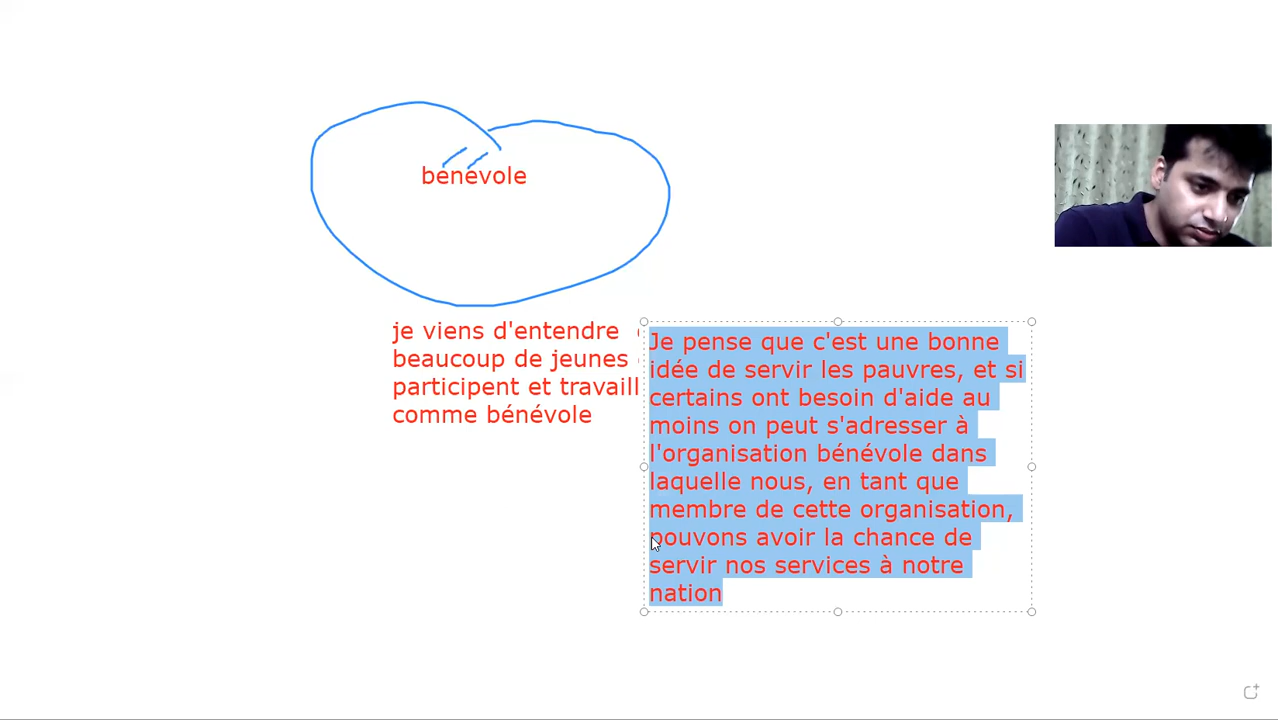 bénévole
je viens d'entendre
beaucoup de jeunes
participent et travaill
comme bénévole
Je pense que c'est une bonne
idée de servir les pauvres, et si
certains ont besoin d'aide au
moins on peut s'adresser à
l'organisation bénévole dans
laquelle nous, en tant que
membre de cette organisation,
pouvons avoir la chance de
servir nos services à notre
nation